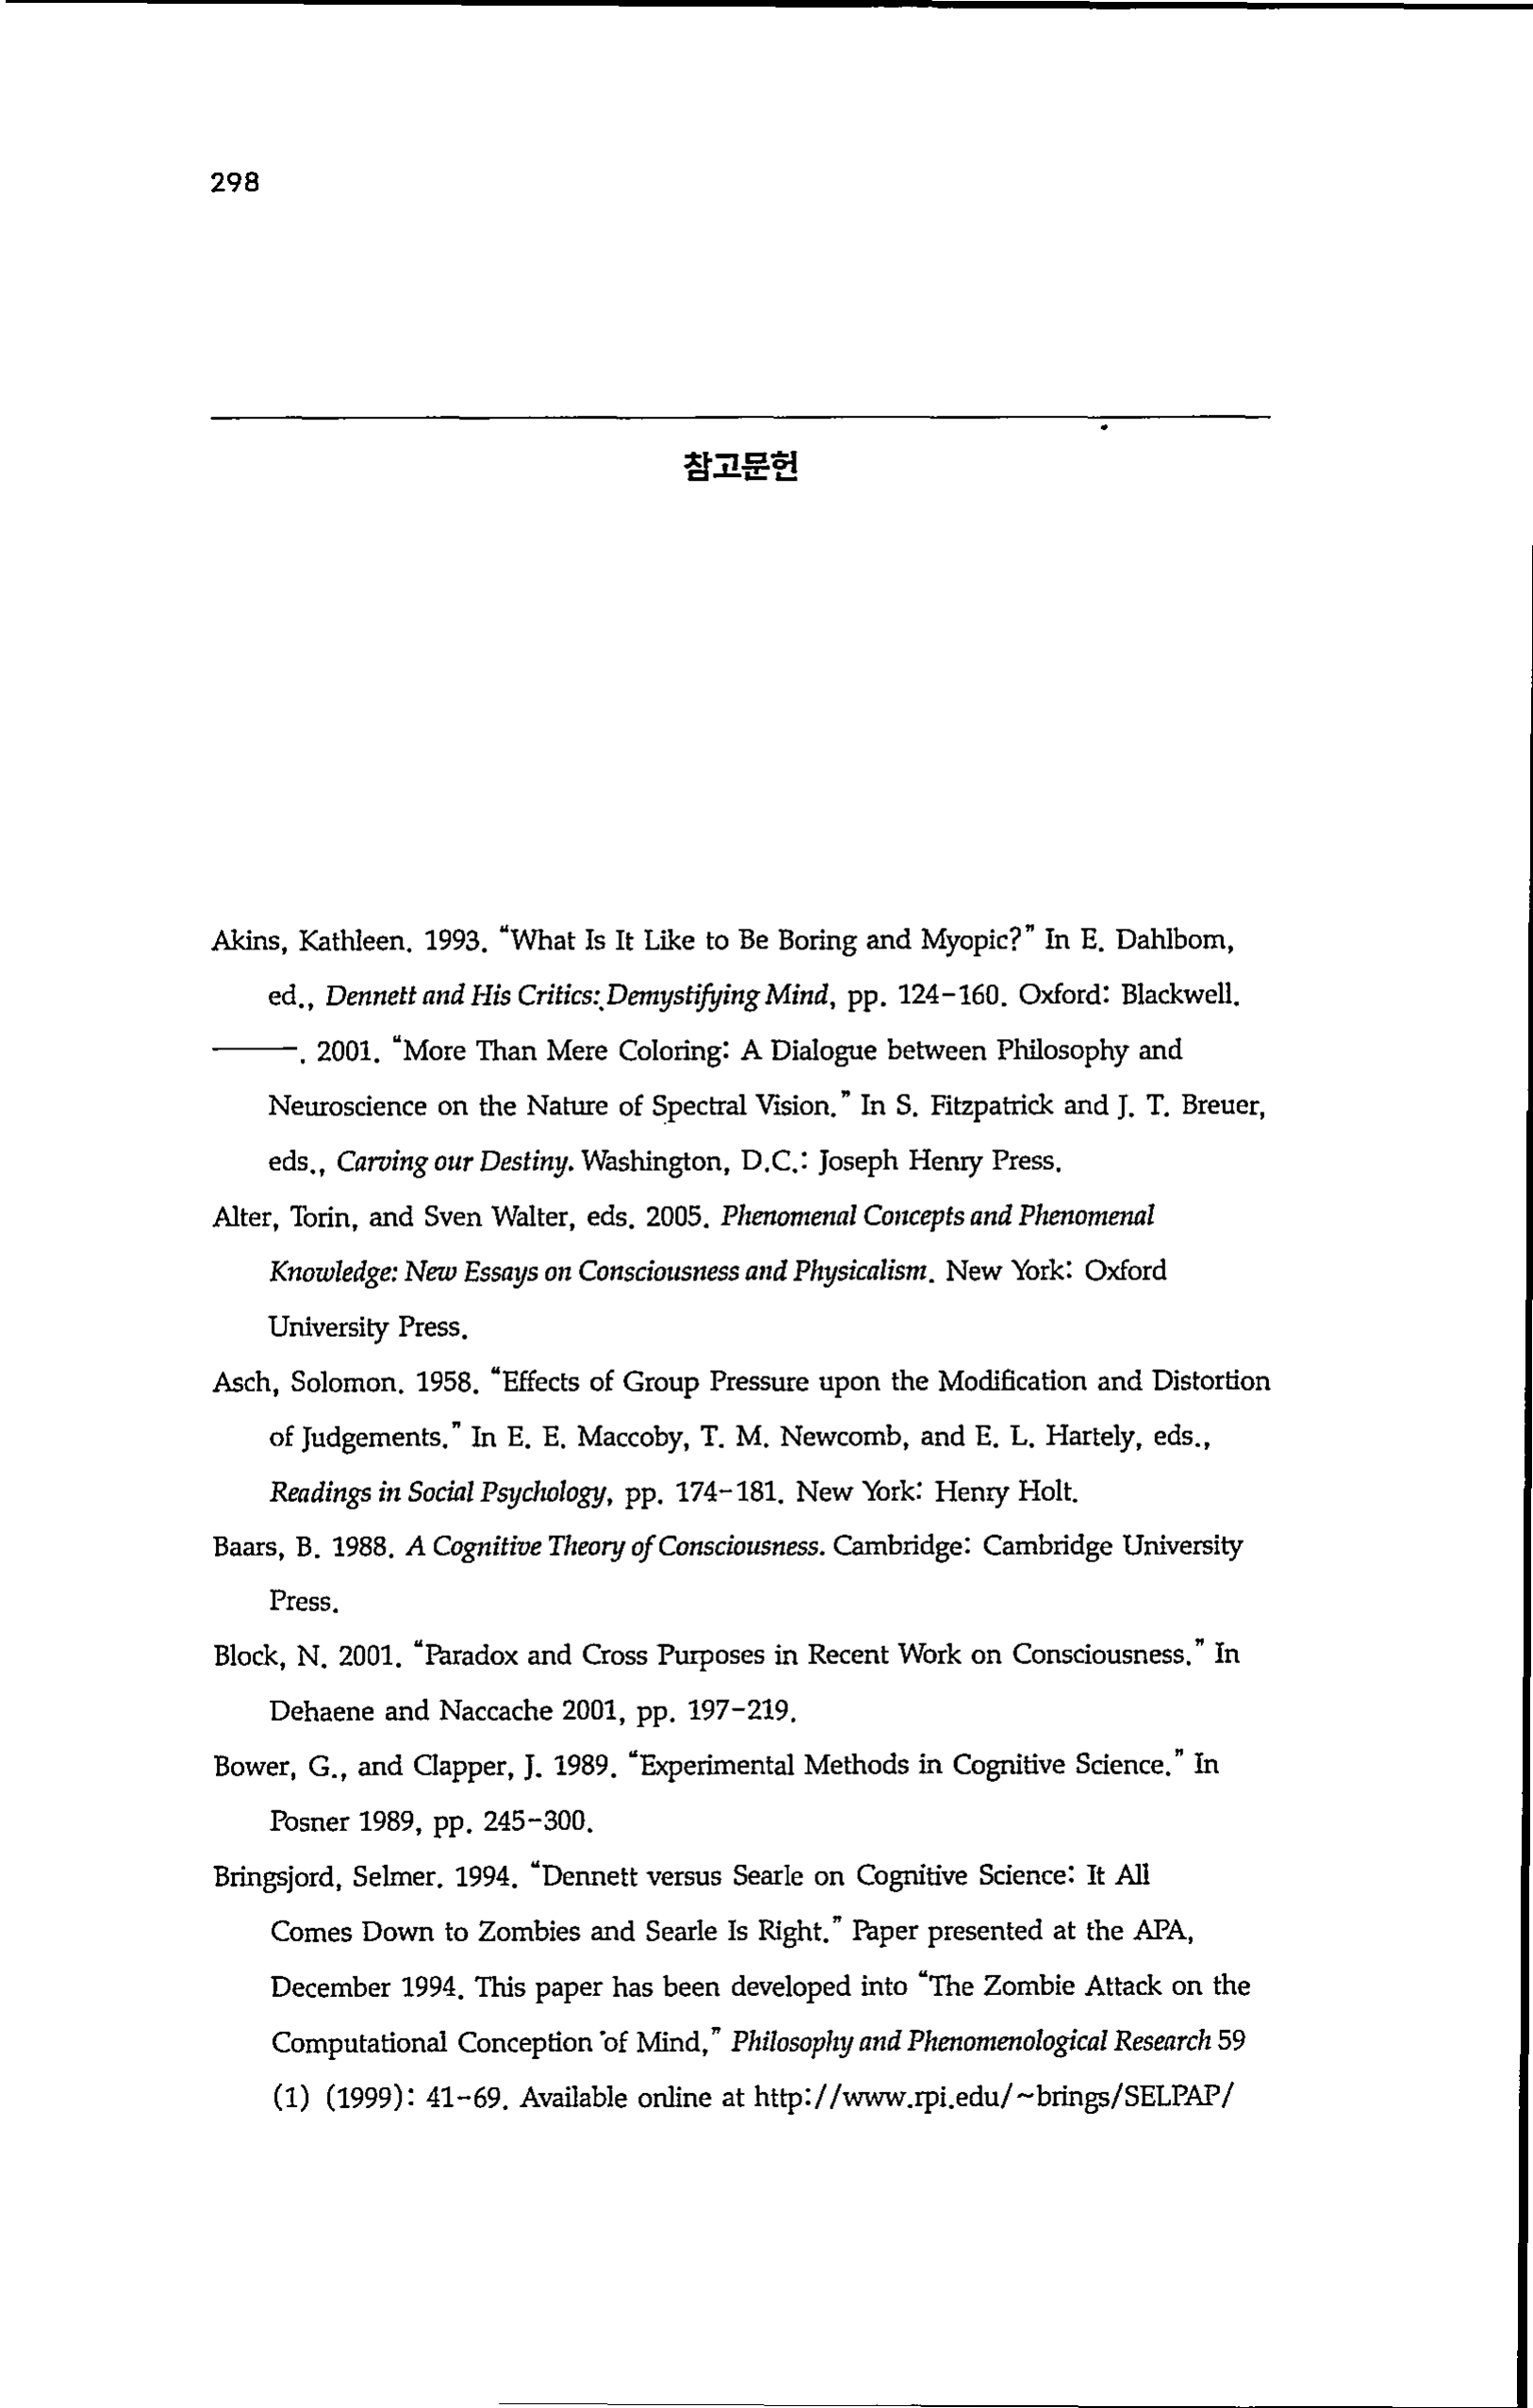 298
참고문헌
Akins, Kathleen. 1993. “What Is It Like to Be Boring and Myopic?” In E. Dahlbom,
ed., Dennett and His Critics: Demystifying Mind, pp. 124-160. Oxford: Blackwell.
———. 2001. “More Than Mere Coloring: A Dialogue between Philosophy and
Neuroscience on the Nature of Spectral Vision.” In S. Fitzpatrick and J. T. Breuer,
eds., Carving our Destiny. Washington, D.C.: Joseph Henry Press.
Alter, Torin, and Sven Walter, eds. 2005. Phenomenal Concepts and Phenomenal
Knowledge: New Essays on Consciousness and Physicalism. New York: Oxford
University Press.
Asch, Solomon. 1958. “Effects of Group Pressure upon the Modification and Distortion
of Judgements.” In E. E. Maccoby, T. M. Newcomb, and E. L. Hartely, eds.,
Readings in Social Psychology, pp. 174-181. New York: Henry Holt.
Baars, B. 1988. A Cognitive Theory of Consciousness. Cambridge: Cambridge University
Press.
Block, N. 2001. “Paradox and Cross Purposes in Recent Work on Consciousness.” In
Dehaene and Naccache 2001, pp. 197-219.
Bower, G., and Clapper, J. 1989. “Experimental Methods in Cognitive Science.” In
Posner 1989, pp. 245-300.
Bringsjord, Selmer. 1994. “Dennett versus Searle on Cognitive Science: It All
Comes Down to Zombies and Searle Is Right.” Paper presented at the APA,
December 1994. This paper has been developed into “The Zombie Attack on the
Computational Conception of Mind,” Philosophy and Phenomenological Research 59
(1) (1999): 41-69. Available online at http://www.rpi.edu/~brings/SELPAP/